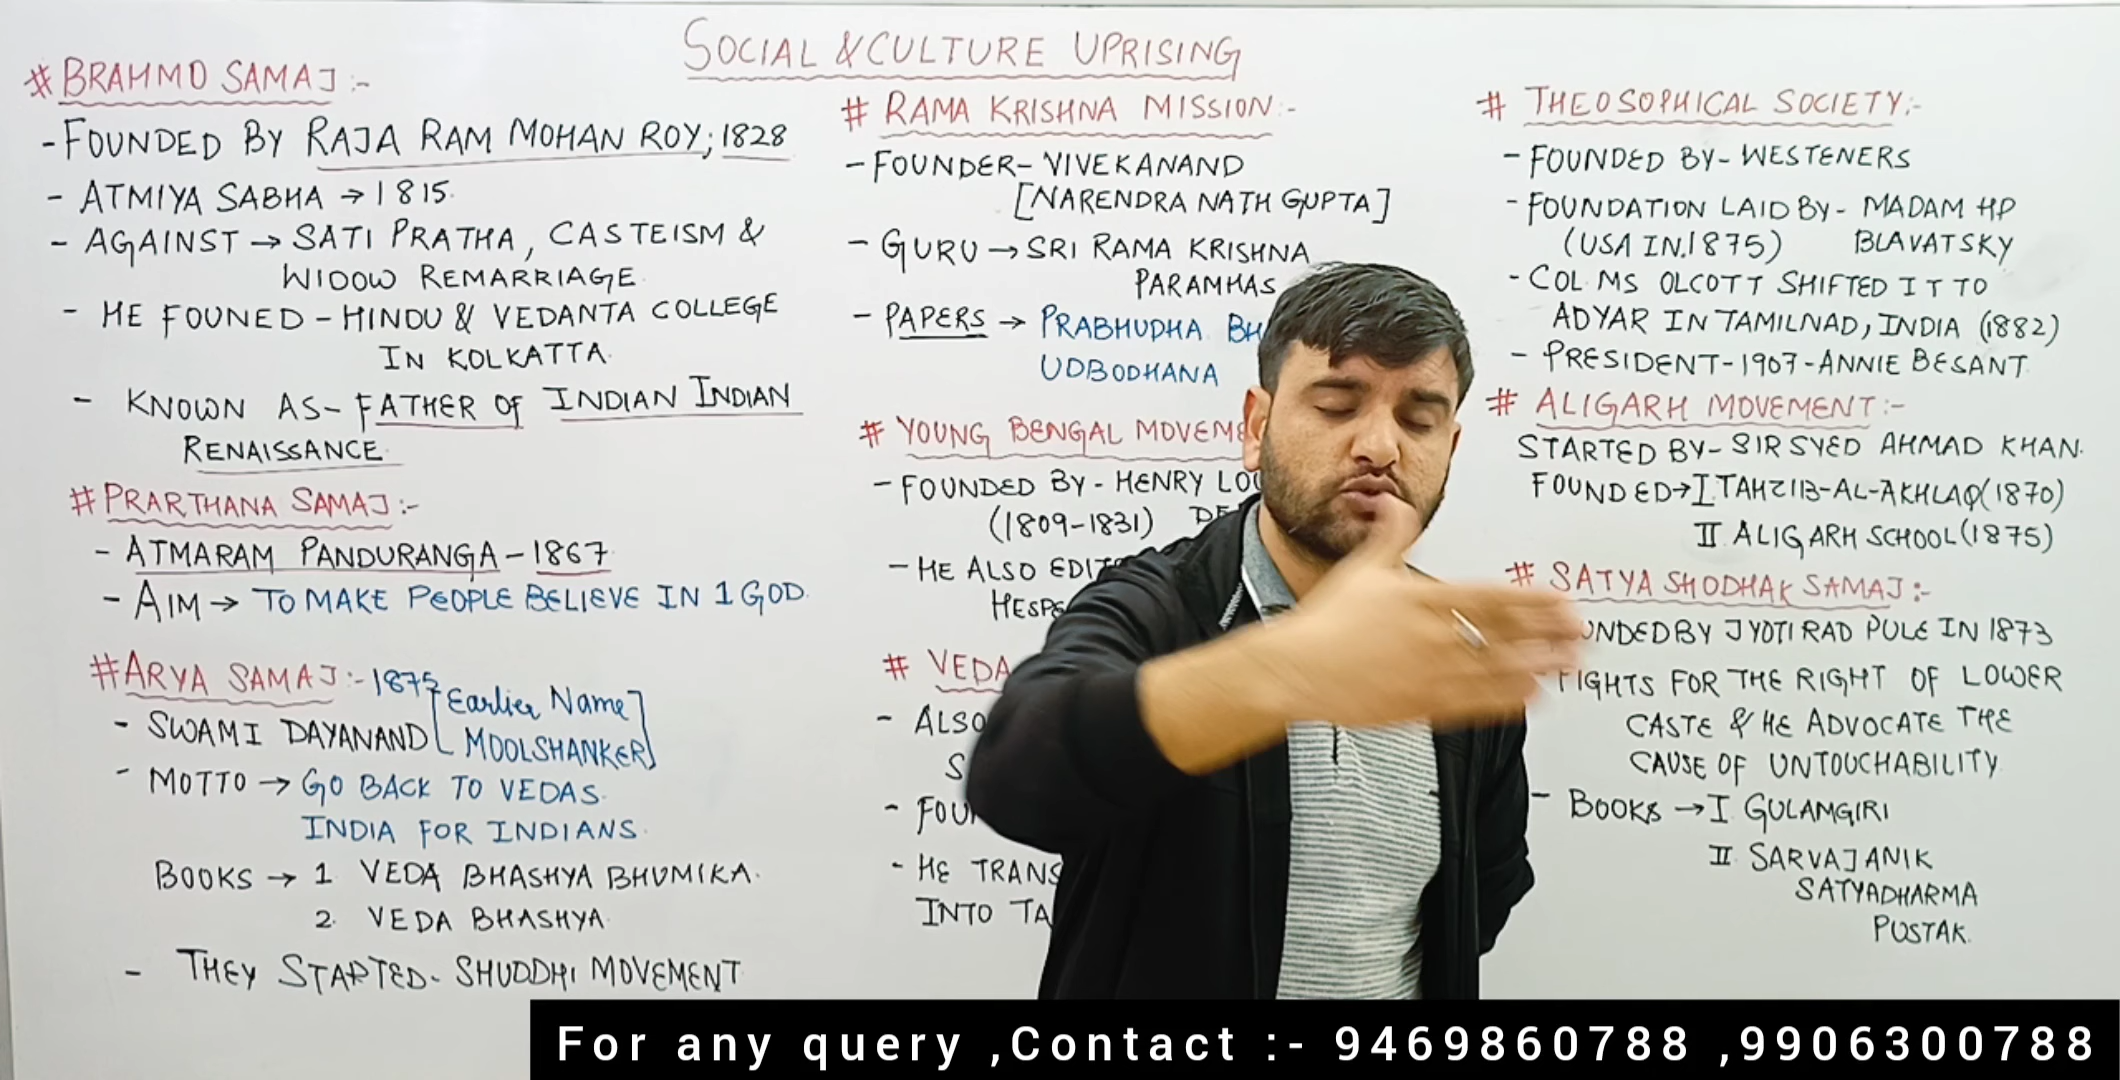 SOCIAL & CULTURE UPRISING
# BRAHMO SAMAJ :-
- FOUNDED BY RAJA RAM MOHAN ROY; 1828
- ATMIYA SABHA → 1815.
- AGAINST → SATI PRATHA, CASTEISM &
WIDOW REMARRIAGE.
- HE FOUNED - HINDU & VEDANTA COLLEGE
IN KOLKATTA.
- KNOWN AS - FATHER OF INDIAN INDIAN
RENAISSANCE.
# PRARTHANA SAMAJ :-
- ATMARAM PANDURANGA - 1867
- AIM → TO MAKE PEOPLE BELIEVE IN 1 GOD.
# ARYA SAMAJ :- 1875
- SWAMI DAYANAND [Earlier Name
MOOLSHANKER]
- MOTTO → GO BACK TO VEDAS.
INDIA FOR INDIANS.
BOOKS → 1. VEDA BHASHYA BHUMIKA.
2. VEDA BHASHYA.
- THEY STARTED - SHUDDHI MOVEMENT
# RAMA KRISHNA MISSION :-
- FOUNDER - VIVEKANAND
[NARENDRA NATH GUPTA]
- GURU → SRI RAMA KRISHNA
PARAMHAS
- PAPERS → PRABHUDHA BH
UDBODHANA
# YOUNG BENGAL MOVEME
- FOUNDED BY - HENRY LO
(1809-1831) DE
- HE ALSO EDIT
HESPE
# VEDA
- ALSO
S
- FOU
- HE TRANS
INTO TA
# THEOSOPHICAL SOCIETY :-
- FOUNDED BY - WESTENERS
- FOUNDATION LAID BY - MADAM HP
(USA IN. 1875) BLAVATSKY
- COL. MS OLCOTT SHIFTED IT TO
ADYAR IN TAMILNAD, INDIA (1882)
- PRESIDENT - 1907 - ANNIE BESANT.
# ALIGARH MOVEMENT :-
STARTED BY - SIR SYED AHMAD KHAN.
FOUNDED → I. TAHZIB-AL-AKHLAQ (1870)
II. ALIGARH SCHOOL (1875)
# SATYA SHODHAK SAMAJ :-
UNDED BY JYOTI RAD PULE IN 1873
FIGHTS FOR THE RIGHT OF LOWER
CASTE & HE ADVOCATE THE
CAUSE OF UNTOUCHABILITY.
- BOOKS → I. GULAMGIRI
II. SARVAJANIK
SATYADHARMA
PUSTAK.
For any query ,Contact :- 9469860788 ,9906300788